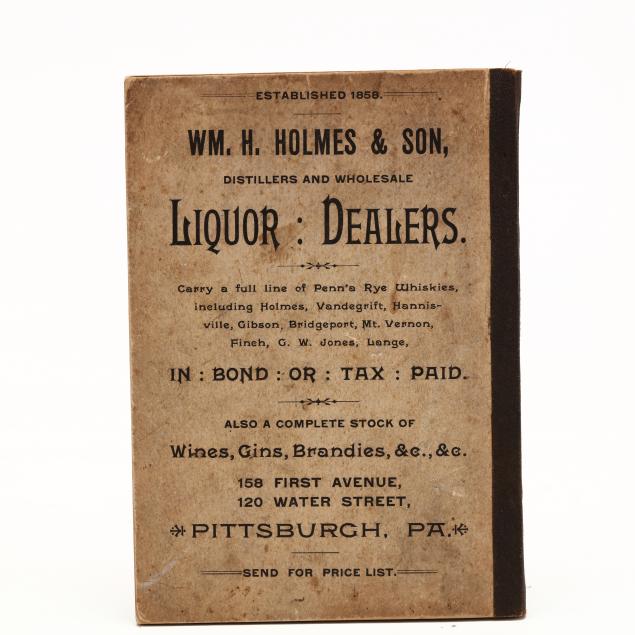 ESTABLISHED 1858.
WM. H. HOLMES & SON,
DISTILLERS AND WHOLESALE
LIQUOR : DEALERS.
Carry a full line of Penn'a Rye Whiskies,
including Holmes, Vandegrift, Hannis-
ville, Gibson, Bridgeport, Mt. Vernon,
Finch, G. W. Jones, Lange,
IN : BOND : OR : TAX : PAID.
ALSO A COMPLETE STOCK OF
Wines, Gins, Brandies, &c., &c.
158 FIRST AVENUE,
120 WATER STREET,
PITTSBURGH, PA.
SEND FOR PRICE LIST.